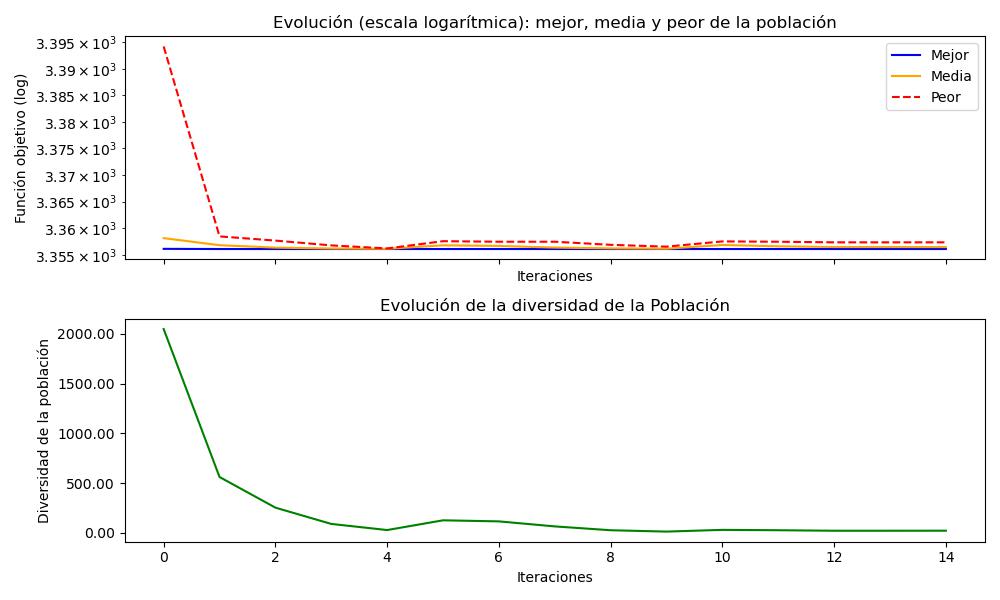 Evolución (escala logarítmica): mejor, media y peor de la población
3.395 × 10³
3.39 × 10³
3.385 × 10³
3.38 × 10³
3.375 × 10³
3.37 × 10³
3.365 × 10³
3.36 × 10³
3.355 × 10³
Función objetivo (log)
Mejor
Media
Peor
Iteraciones
Evolución de la diversidad de la Población
2000.00
1500.00
1000.00
500.00
0.00
Diversidad de la población
0 2 4 6 8 10 12 14
Iteraciones